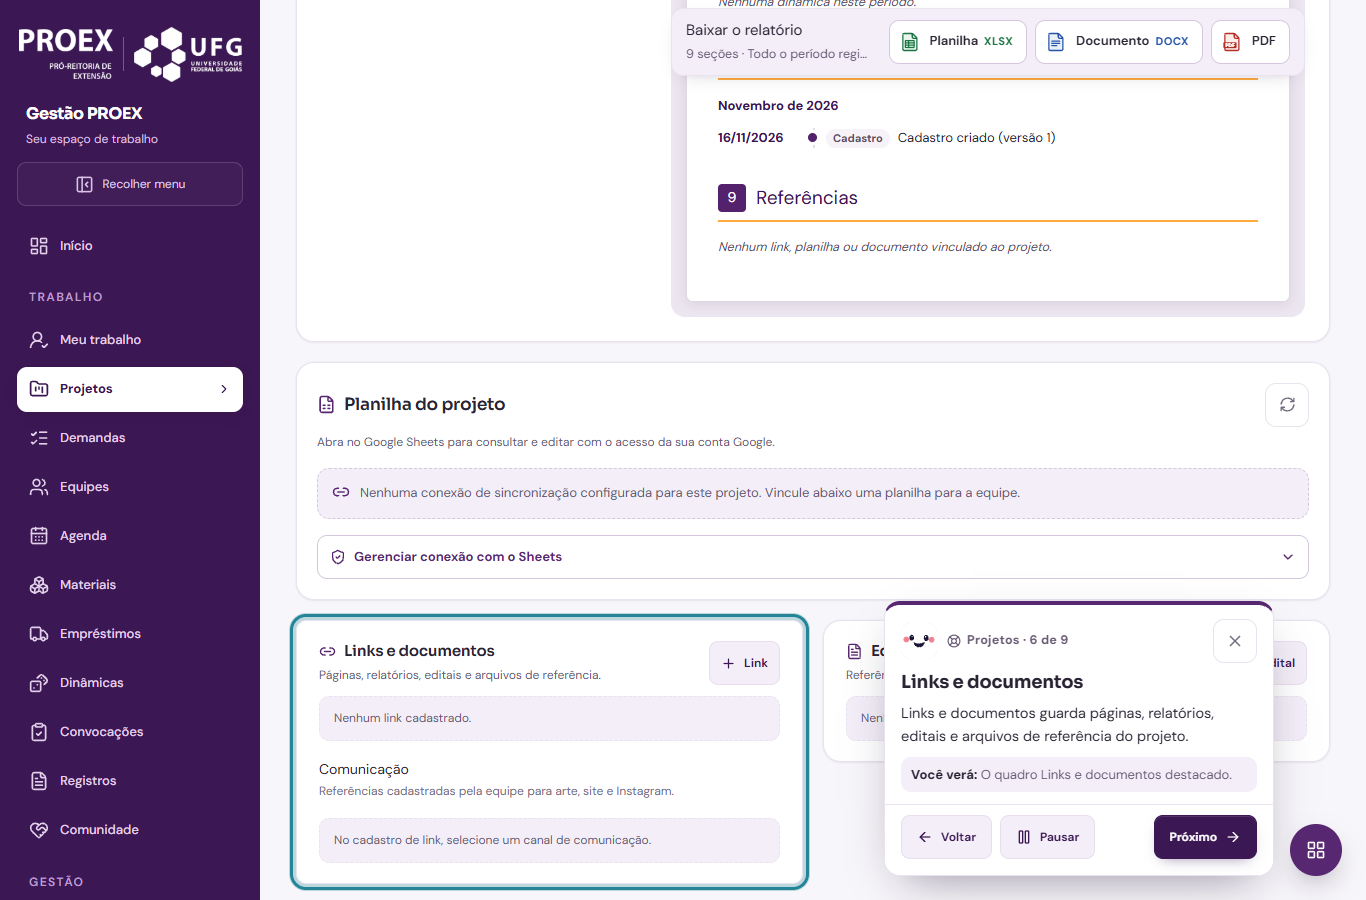 PROEX
PRÓ-REITORIA DE
EXTENSÃO
UFG
UNIVERSIDADE
FEDERAL DE GOIÁS
Gestão PROEX
Seu espaço de trabalho
Recolher menu
Início
TRABALHO
Meu trabalho
Projetos
Demandas
Equipes
Agenda
Materiais
Empréstimos
Dinâmicas
Convocações
Registros
Comunidade
GESTÃO
Nenhuma dinâmica neste período.
Baixar o relatório
9 seções · Todo o período regi...
Planilha XLSX
Documento DOCX
PDF
Novembro de 2026
16/11/2026 Cadastro Cadastro criado (versão 1)
9 Referências
Nenhum link, planilha ou documento vinculado ao projeto.
Planilha do projeto
Abra no Google Sheets para consultar e editar com o acesso da sua conta Google.
Nenhuma conexão de sincronização configurada para este projeto. Vincule abaixo uma planilha para a equipe.
Gerenciar conexão com o Sheets
Links e documentos
Páginas, relatórios, editais e arquivos de referência.
+ Link
Nenhum link cadastrado.
Comunicação
Referências cadastradas pela equipe para arte, site e Instagram.
No cadastro de link, selecione um canal de comunicação.
Projetos · 6 de 9
Links e documentos
Links e documentos guarda páginas, relatórios,
editais e arquivos de referência do projeto.
Você verá: O quadro Links e documentos destacado.
Voltar
Pausar
Próximo